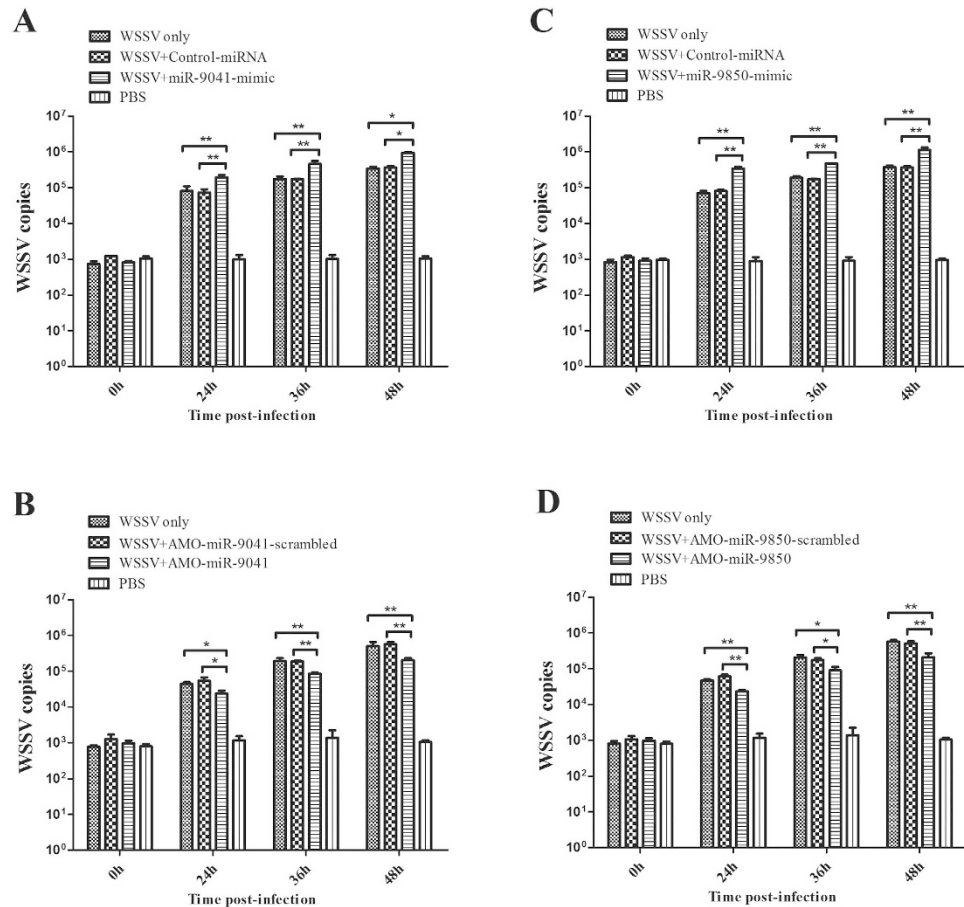 A
WSSV only
WSSV+Control-miRNA
WSSV+miR-9041-mimic
PBS
WSSV copies
10⁷
10⁶
10⁵
10⁴
10³
10²
10¹
10⁰
** ** ** ** * *
0h 24h 36h 48h
Time post-infection
C
WSSV only
WSSV+Control-miRNA
WSSV+miR-9850-mimic
PBS
WSSV copies
10⁷
10⁶
10⁵
10⁴
10³
10²
10¹
10⁰
** ** ** ** ** **
0h 24h 36h 48h
Time post-infection
B
WSSV only
WSSV+AMO-miR-9041-scrambled
WSSV+AMO-miR-9041
PBS
WSSV copies
10⁷
10⁶
10⁵
10⁴
10³
10²
10¹
10⁰
* * ** ** ** **
0h 24h 36h 48h
Time post-infection
D
WSSV only
WSSV+AMO-miR-9850-scrambled
WSSV+AMO-miR-9850
PBS
WSSV copies
10⁷
10⁶
10⁵
10⁴
10³
10²
10¹
10⁰
** ** * * ** **
0h 24h 36h 48h
Time post-infection